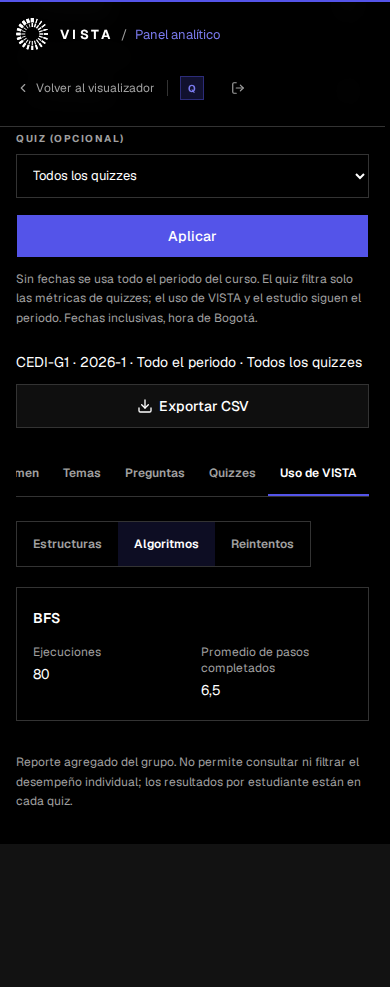 VISTA / Panel analítico
Volver al visualizador Q
QUIZ (OPCIONAL)
Todos los quizzes
Aplicar
Sin fechas se usa todo el periodo del curso. El quiz filtra solo
las métricas de quizzes; el uso de VISTA y el estudio siguen el
periodo. Fechas inclusivas, hora de Bogotá.
CEDI-G1 · 2026-1 · Todo el periodo · Todos los quizzes
Exportar CSV
men Temas Preguntas Quizzes Uso de VISTA
Estructuras Algoritmos Reintentos
BFS
Ejecuciones
80
Promedio de pasos
completados
6,5
Reporte agregado del grupo. No permite consultar ni filtrar el
desempeño individual; los resultados por estudiante están en
cada quiz.